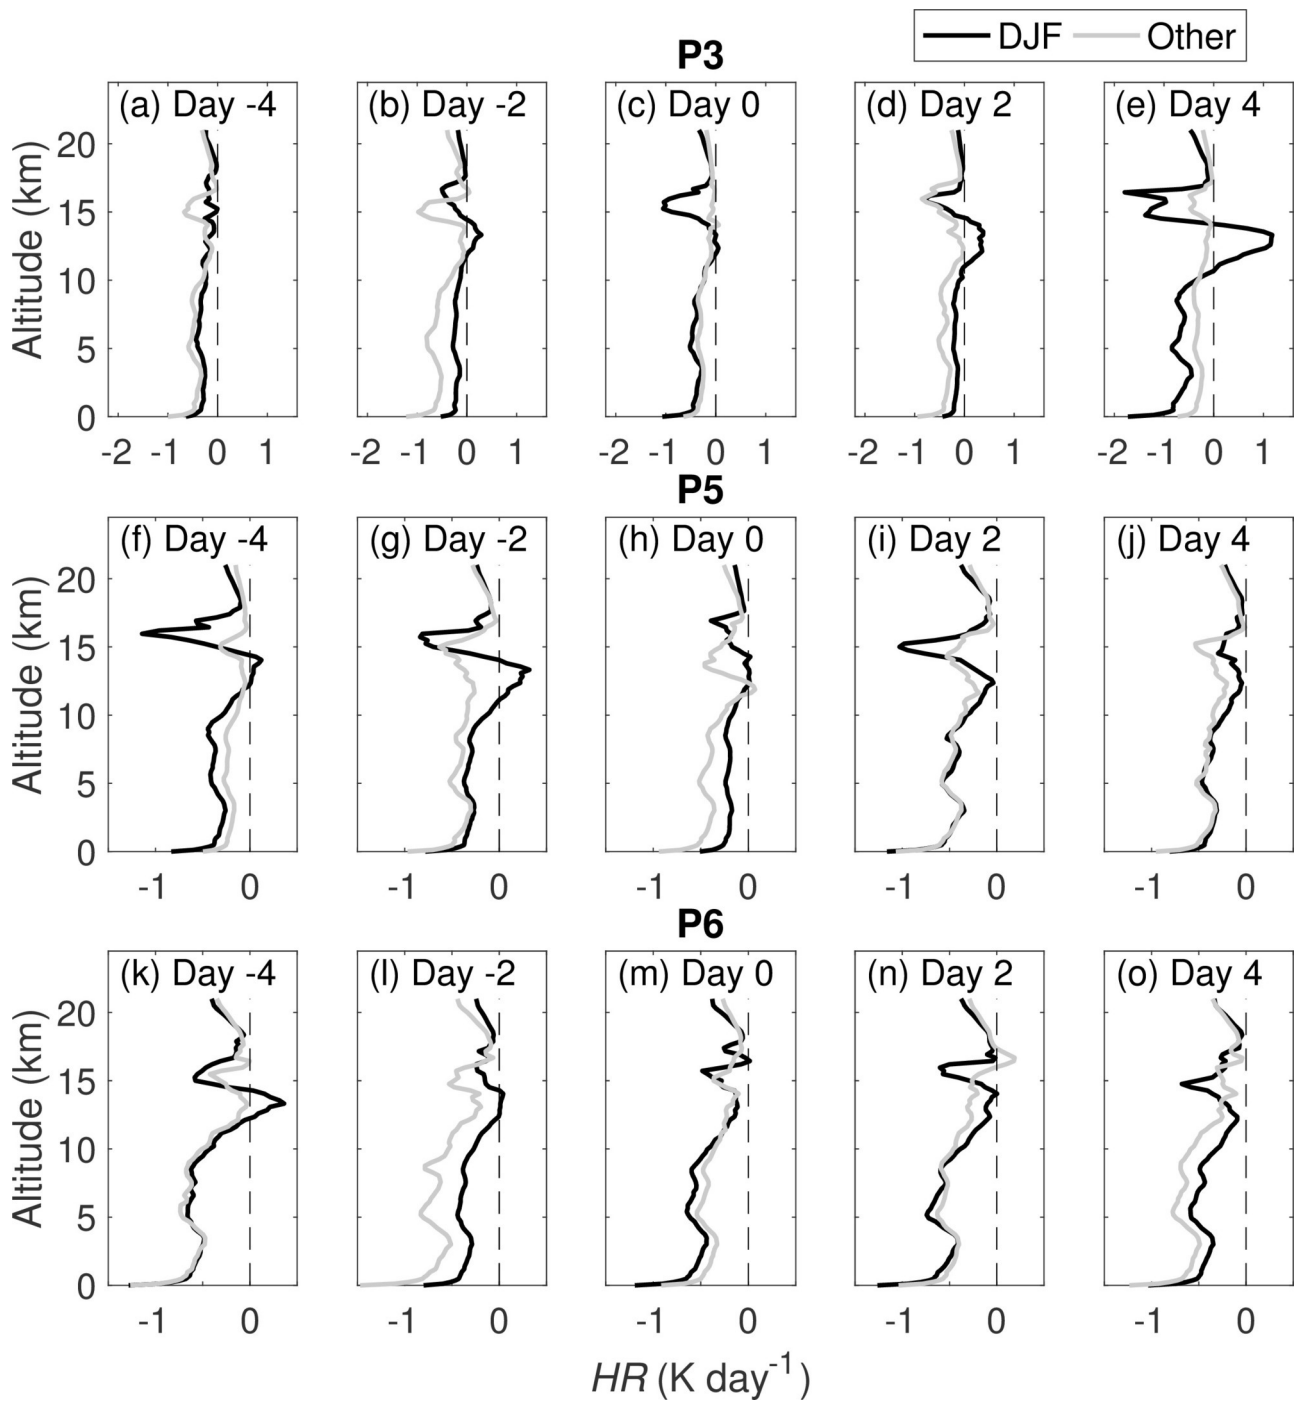 DJF Other
P3
(a) Day -4 (b) Day -2 (c) Day 0 (d) Day 2 (e) Day 4
20
15
10
5
0
Altitude (km)
-2 -1 0 1 -2 -1 0 1 -2 -1 0 1 -2 -1 0 1 -2 -1 0 1
P5
(f) Day -4 (g) Day -2 (h) Day 0 (i) Day 2 (j) Day 4
20
15
10
5
0
Altitude (km)
-1 0 -1 0 -1 0 -1 0 -1 0
P6
(k) Day -4 (l) Day -2 (m) Day 0 (n) Day 2 (o) Day 4
20
15
10
5
0
Altitude (km)
-1 0 -1 0 -1 0 -1 0 -1 0
HR (K day-1)